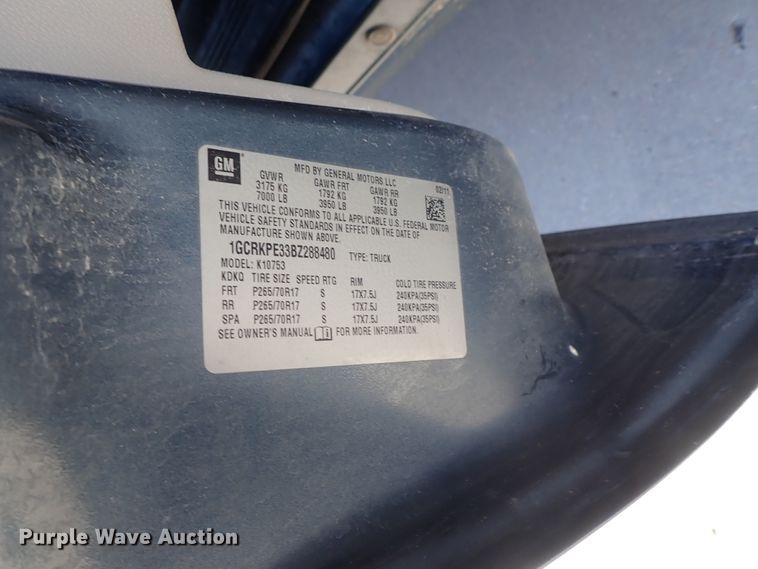 GM
MFD BY GENERAL MOTORS LLC
02/11
GVWR GAWR FRT GAWR RR
3175 KG 1792 KG 1792 KG
7000 LB 3950 LB 3950 LB
THIS VEHICLE CONFORMS TO ALL APPLICABLE U.S. FEDERAL MOTOR
VEHICLE SAFETY STANDARDS IN EFFECT ON THE DATE OF
MANUFACTURE SHOWN ABOVE.
1GCRKPE33BZ288480 TYPE: TRUCK
MODEL: K10753
KDKQ TIRE SIZE SPEED RTG RIM COLD TIRE PRESSURE
FRT P265/70R17 S 17X7.5J 240KPA(35PSI)
RR P265/70R17 S 17X7.5J 240KPA(35PSI)
SPA P265/70R17 S 17X7.5J 240KPA(35PSI)
SEE OWNER'S MANUAL FOR MORE INFORMATION.
Purple Wave Auction